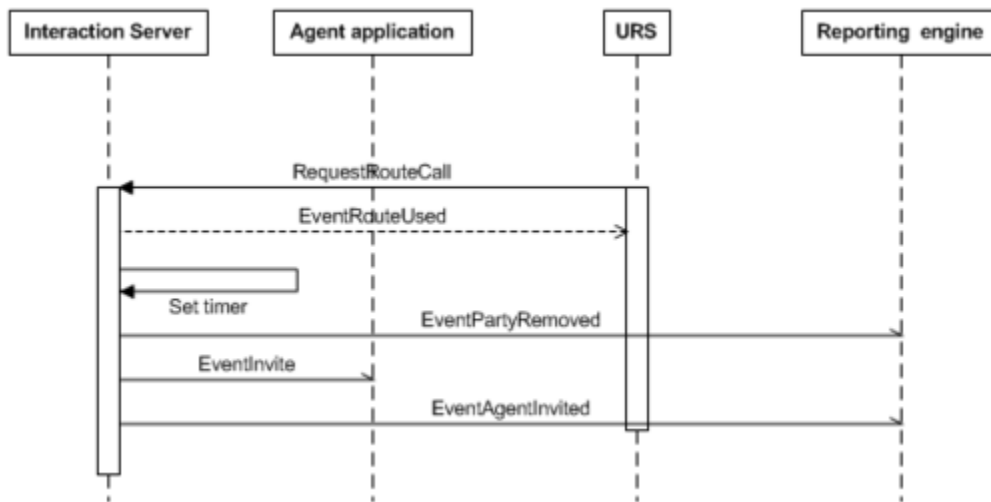 Interaction Server
Agent application
URS
Reporting engine
RequestRouteCall
EventRouteUsed
Set timer
EventPartyRemoved
EventInvite
EventAgentInvited